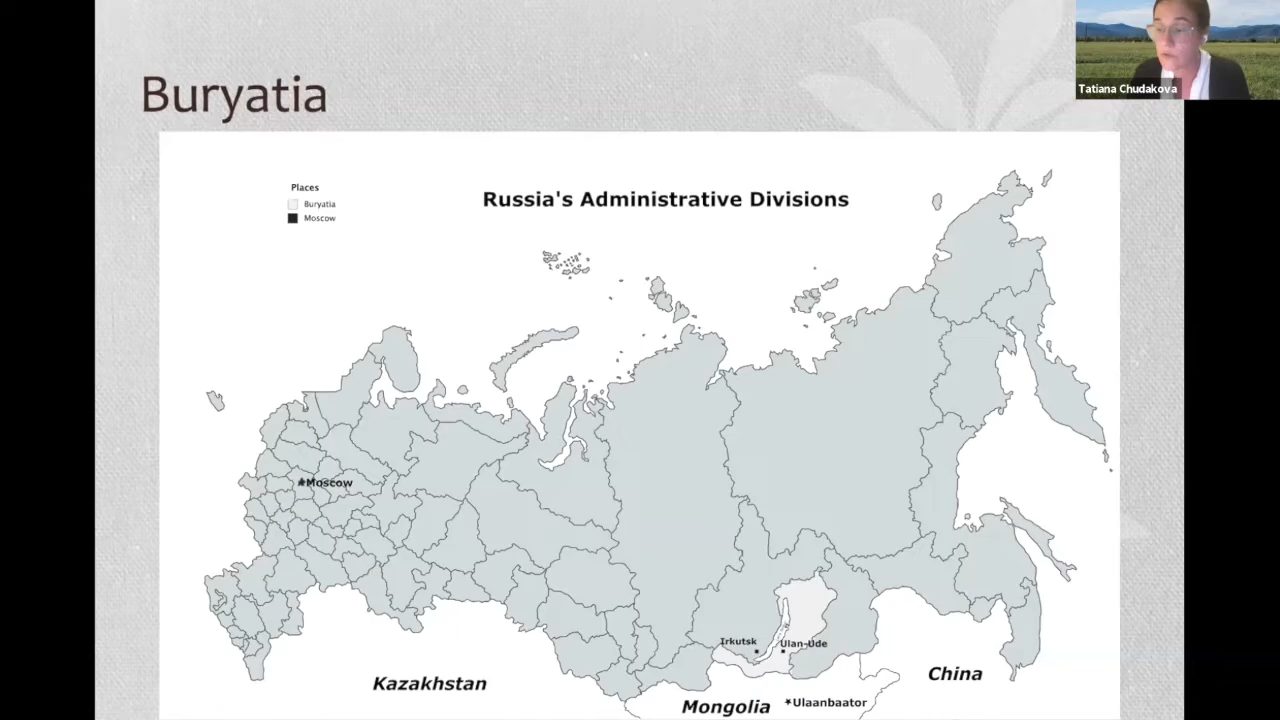 Tatiana Chudakova
Buryatia
Places
Buryatia
Moscow
Russia's Administrative Divisions
Moscow
Irkutsk
Ulan-Ude
Kazakhstan
China
Mongolia
Ulaanbaator